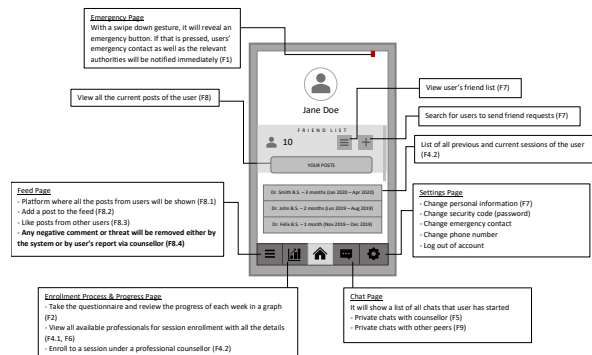 Emergency Page
With a swipe down gesture, it will reveal an
emergency button. If that is pressed, users'
emergency contact as well as the relevant
authorities will be notified immediately (F1)
View user's friend list (F7)
Jane Doe
View all the current posts of the user (F8)
Search for users to send friend requests (F7)
FRIEND LIST
10
YOUR POSTS
List of all previous and current sessions of the user
(F4.2)
Dr. Smith B.S. – 3 months (Jan 2020 – Apr 2020)
Dr. John B.S. – 2 months (Jun 2019 – Aug 2019)
Dr. Felix B.S. – 1 month (Nov 2019 – Dec 2019)
Feed Page
- Platform where all the posts from users will be shown (F8.1)
- Add a post to the feed (F8.2)
- Like posts from other users (F8.3)
- Any negative comment or threat will be removed either by
the system or by user's report via counsellor (F8.4)
Settings Page
- Change personal information (F7)
- Change security code (password)
- Change emergency contact
- Change phone number
- Log out of account
Enrollment Process & Progress Page
- Take the questionnaire and review the progress of each week in a graph
(F2)
- View all available professionals for session enrollment with all the details
(F4.1, F6)
- Enroll to a session under a professional counsellor (F4.2)
Chat Page
It will show a list of all chats that user has started
- Private chats with counsellor (F5)
- Private chats with other peers (F9)